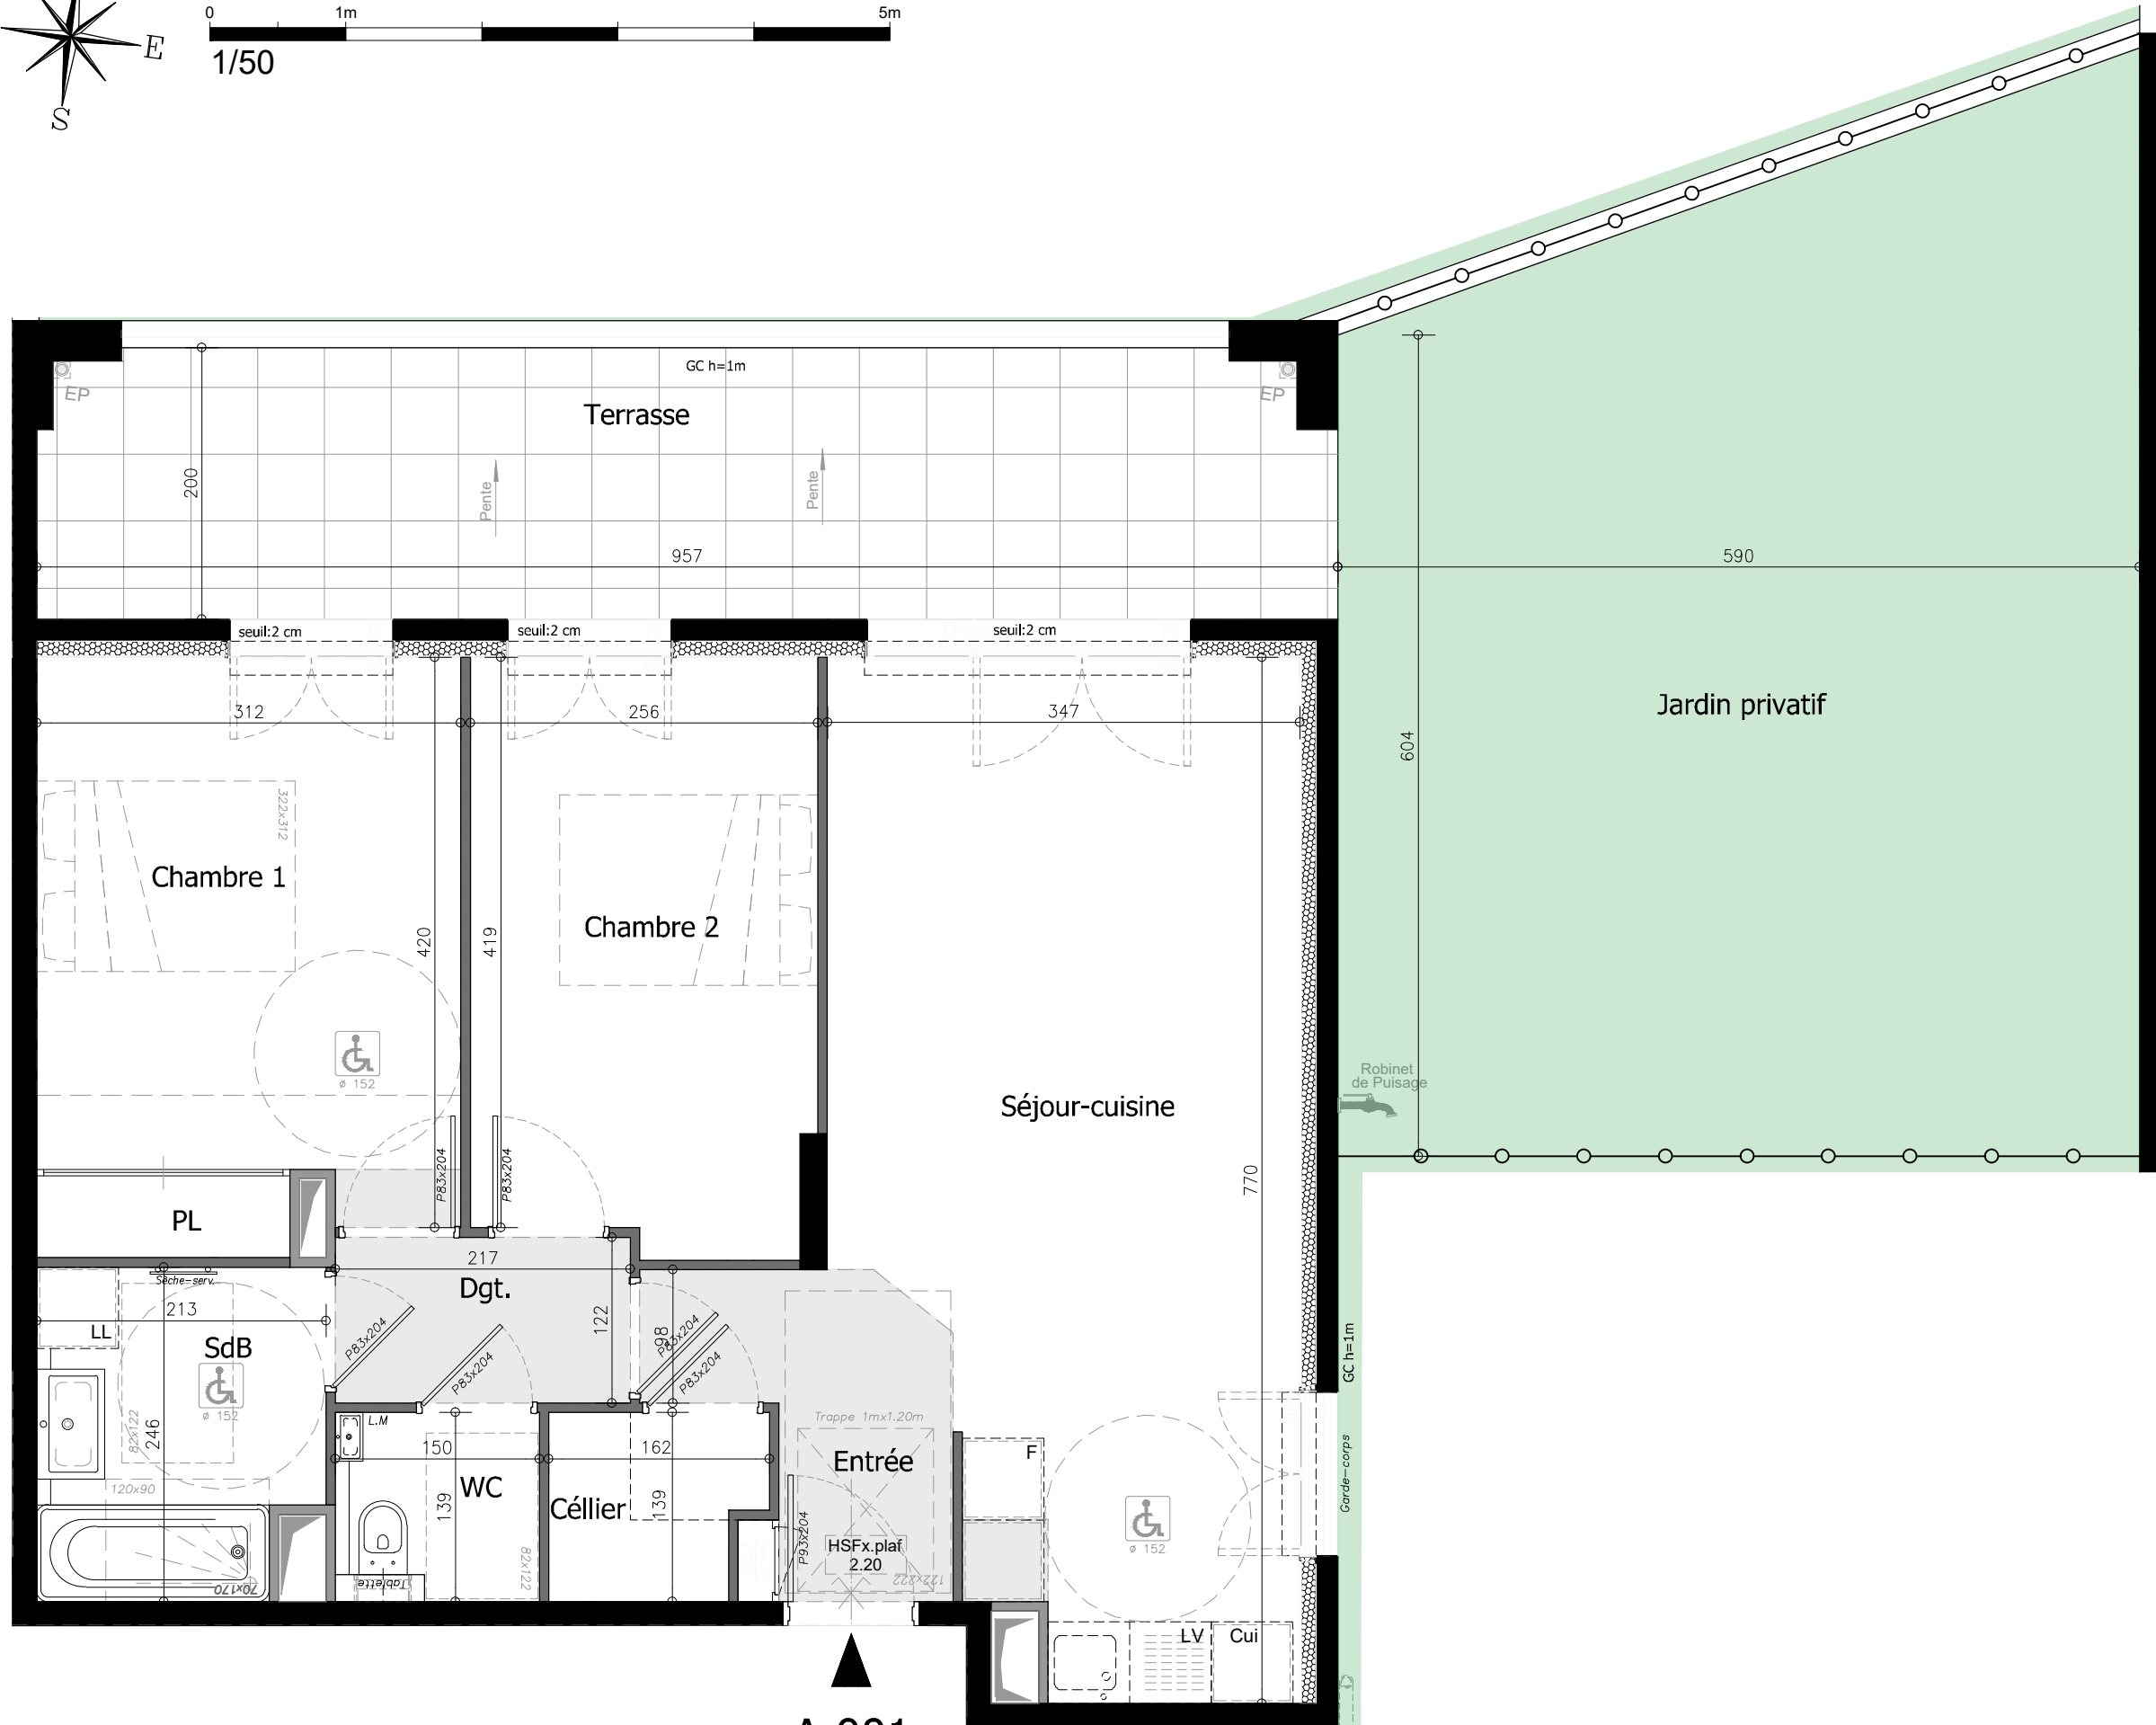 0 1m 5m
1/50
E
S
GC h=1m
EP
EP
Terrasse
200
Pente
Pente
957
590
seuil:2 cm
seuil:2 cm
seuil:2 cm
312
256
347
Jardin privatif
604
322x312
Chambre 1
Chambre 2
420
419
ø 152
Robinet
de Puisage
Séjour-cuisine
P83x204
P83x204
770
PL
217
Dgt.
Sèche-serv.
213
LL
SdB
ø 152
122
98
P83x204
P83x204
P83x204
P83x204
GC h=1m
82x122
246
L.M
150
162
Trappe 1mx1.20m
Entrée
F
Garde-corps
120x90
WC
139
Céllier
139
P93x204
HSFx.plaf
2.20
ø 152
82x122
122x222
70x170
Tablette
LV
Cui